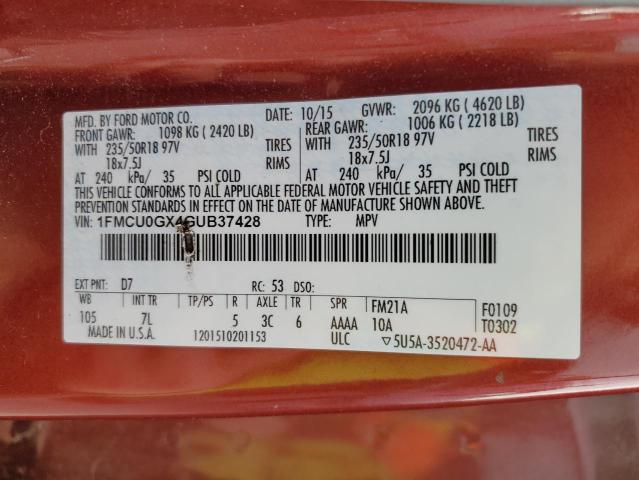 MFD. BY FORD MOTOR CO. DATE: 10/15 GVWR: 2096 KG ( 4620 LB)
FRONT GAWR: 1098 KG ( 2420 LB) REAR GAWR: 1006 KG ( 2218 LB)
WITH 235/50R18 97V TIRES WITH 235/50R18 97V TIRES
18x7.5J RIMS 18x7.5J RIMS
AT 240 kPa/ 35 PSI COLD AT 240 kPa/ 35 PSI COLD
THIS VEHICLE CONFORMS TO ALL APPLICABLE FEDERAL MOTOR VEHICLE SAFETY AND THEFT
PREVENTION STANDARDS IN EFFECT ON THE DATE OF MANUFACTURE SHOWN ABOVE.
VIN: 1FMCU0GX4GUB37428 TYPE: MPV
EXT PNT: D7 RC: 53 DSO:
WB INT TR TP/PS R AXLE TR SPR FM21A F0109
105 7L 5 3C 6 AAAA 10A T0302
MADE IN U.S.A. 1201510201153 ULC ▽5U5A-3520472-AA